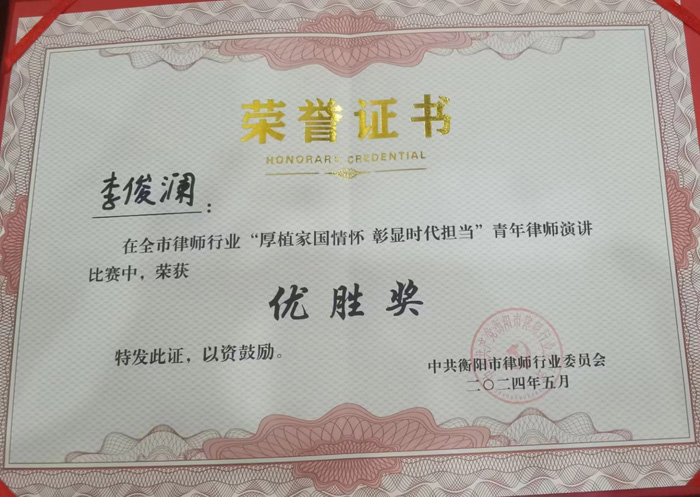 荣誉证书
HONORARY CREDENTIAL
李俊澜：
在全市律师行业“厚植家国情怀 彰显时代担当”青年律师演讲
比赛中，荣获
优胜奖
特发此证，以资鼓励。
中共衡阳市律师行业委员会
二〇二四年五月